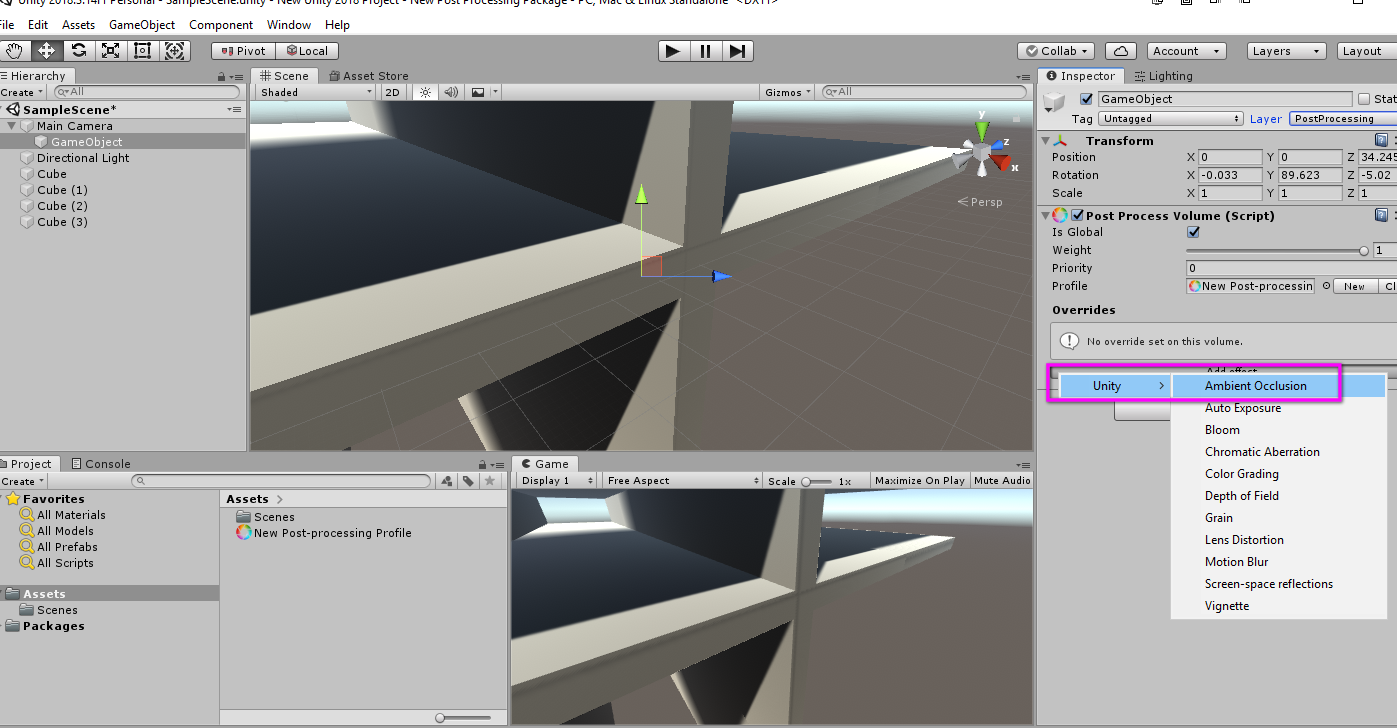 Unity 2018.3.14f1 Personal - SampleScene.unity - New Unity 2018 Project - New Post Processing Package - PC, Mac & Linux Standalone* <DX11>
File Edit Assets GameObject Component Window Help
Pivot Local Collab Account Layers Layout
Hierarchy
Create All
SampleScene*
Main Camera
GameObject
Directional Light
Cube
Cube (1)
Cube (2)
Cube (3)
Scene Asset Store
Shaded 2D Gizmos All
y
z
x
Persp
Inspector Lighting
GameObject Stat
Tag Untagged Layer PostProcessing
Transform
Position X 0 Y 0 Z 34.245
Rotation X -0.033 Y 89.623 Z -5.02
Scale X 1 Y 1 Z 1
Post Process Volume (Script)
Is Global
Weight 1
Priority 0
Profile New Post-processin New Cl
Overrides
No override set on this volume.
Add effect
Unity
Ambient Occlusion
Auto Exposure
Bloom
Chromatic Aberration
Color Grading
Depth of Field
Grain
Lens Distortion
Motion Blur
Screen-space reflections
Vignette
Project Console
Create
Favorites
All Materials
All Models
All Prefabs
All Scripts
Assets
Scenes
Packages
Assets
Scenes
New Post-processing Profile
Game
Display 1 Free Aspect Scale 1x Maximize On Play Mute Audio